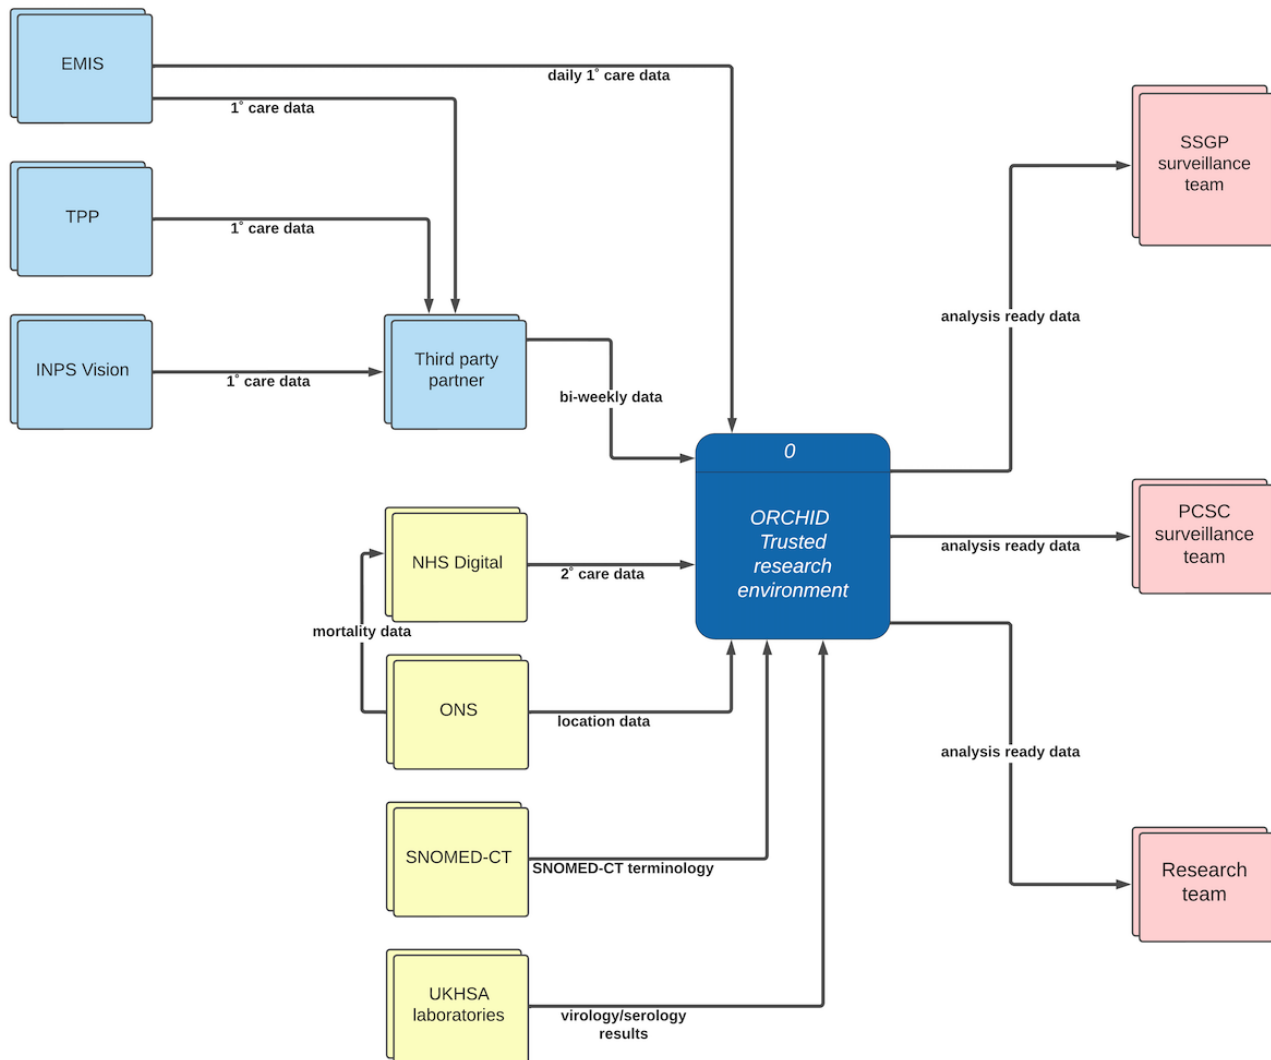 EMIS
daily 1° care data
1° care data
SSGP
surveillance
team
TPP
1° care data
analysis ready data
INPS Vision
1° care data
Third party
partner
bi-weekly data
0
ORCHID
Trusted
research
environment
PCSC
surveillance
team
analysis ready data
NHS Digital
2° care data
mortality data
ONS
location data
analysis ready data
SNOMED-CT
SNOMED-CT terminology
Research
team
UKHSA
laboratories
virology/serology
results